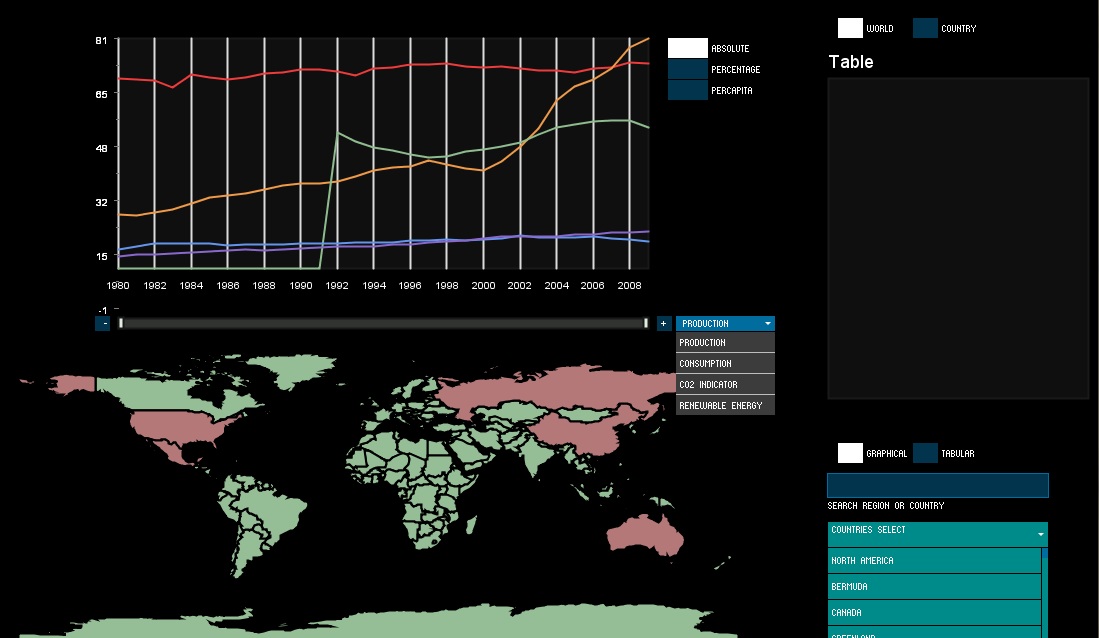 WORLD
COUNTRY
Table
81
65
48
32
15
-1
ABSOLUTE
PERCENTAGE
PERCAPITA
1980 1982 1984 1986 1988 1990 1992 1994 1996 1998 2000 2002 2004 2006 2008
-
+
PRODUCTION
PRODUCTION
CONSUMPTION
CO2 INDICATOR
RENEWABLE ENERGY
GRAPHICAL
TABULAR
SEARCH REGION OR COUNTRY
COUNTRIES SELECT
NORTH AMERICA
BERMUDA
CANADA
GREENLAND